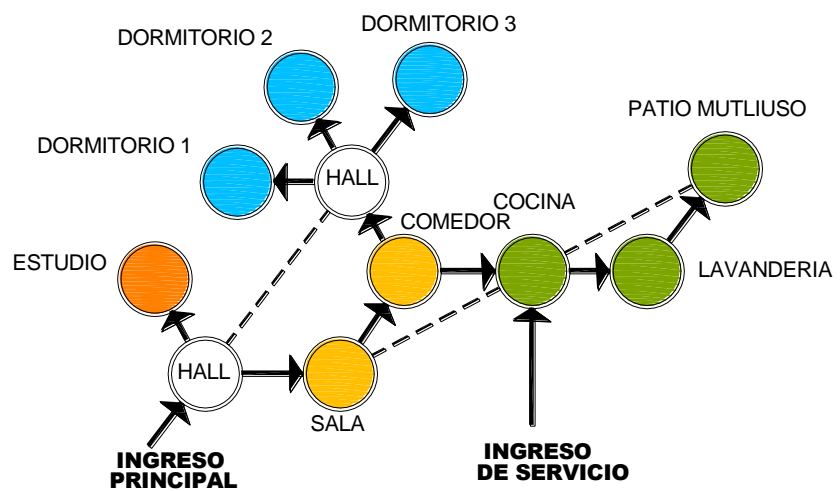 DORMITORIO 2
DORMITORIO 3
PATIO MUTLIUSO
DORMITORIO 1
HALL
COCINA
COMEDOR
ESTUDIO
LAVANDERIA
HALL
SALA
INGRESO
PRINCIPAL
INGRESO
DE SERVICIO